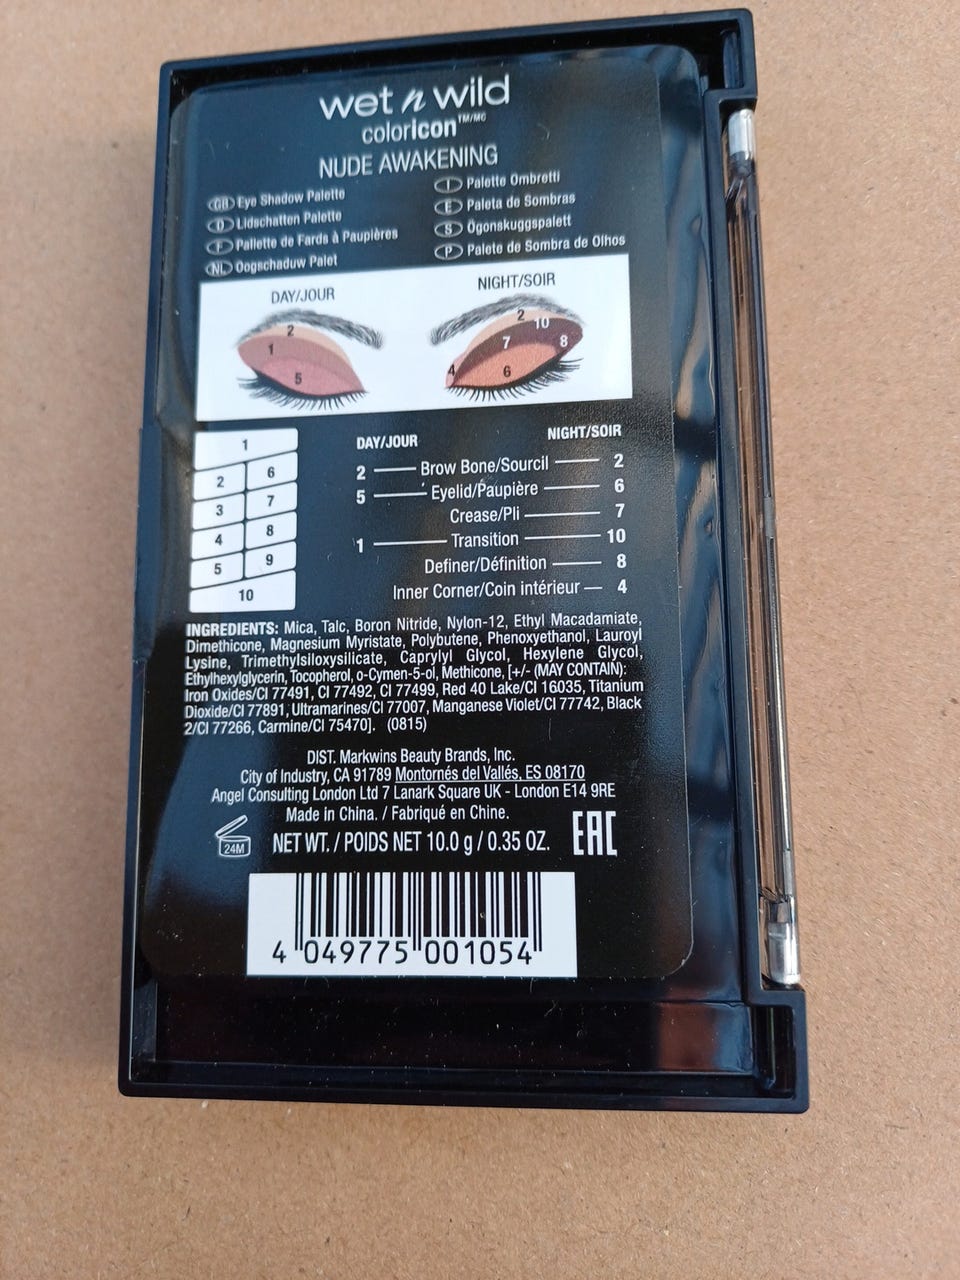 wet n wild
coloricon™/MC
NUDE AWAKENING
GB Eye Shadow Palette
D Lidschatten Palette
F Pallette de Fards à Paupières
NL Oogschaduw Palet
I Palette Ombretti
E Paleta de Sombras
S Ögonskuggspalett
P Palete de Sombra de Olhos
DAY/JOUR
2
1
5
NIGHT/SOIR
2
10
7
8
4
6
1
2 6
3 7
4 8
5 9
10
DAY/JOUR NIGHT/SOIR
2 Brow Bone/Sourcil 2
5 Eyelid/Paupière 6
Crease/Pli 7
1 Transition 10
Definer/Définition 8
Inner Corner/Coin intérieur 4
INGREDIENTS: Mica, Talc, Boron Nitride, Nylon-12, Ethyl Macadamiate,
Dimethicone, Magnesium Myristate, Polybutene, Phenoxyethanol, Lauroyl
Lysine, Trimethylsiloxysilicate, Caprylyl Glycol, Hexylene Glycol,
Ethylhexylglycerin, Tocopherol, o-Cymen-5-ol, Methicone, [+/- (MAY CONTAIN):
Iron Oxides/CI 77491, CI 77492, CI 77499, Red 40 Lake/CI 16035, Titanium
Dioxide/CI 77891, Ultramarines/CI 77007, Manganese Violet/CI 77742, Black
2/CI 77266, Carmine/CI 75470]. (0815)
DIST. Markwins Beauty Brands, Inc.
City of Industry, CA 91789 Montornés del Vallés, ES 08170
Angel Consulting London Ltd 7 Lanark Square UK - London E14 9RE
Made in China. / Fabriqué en Chine.
24M NET WT. / POIDS NET 10.0 g / 0.35 OZ. EAC
4 049775 001054